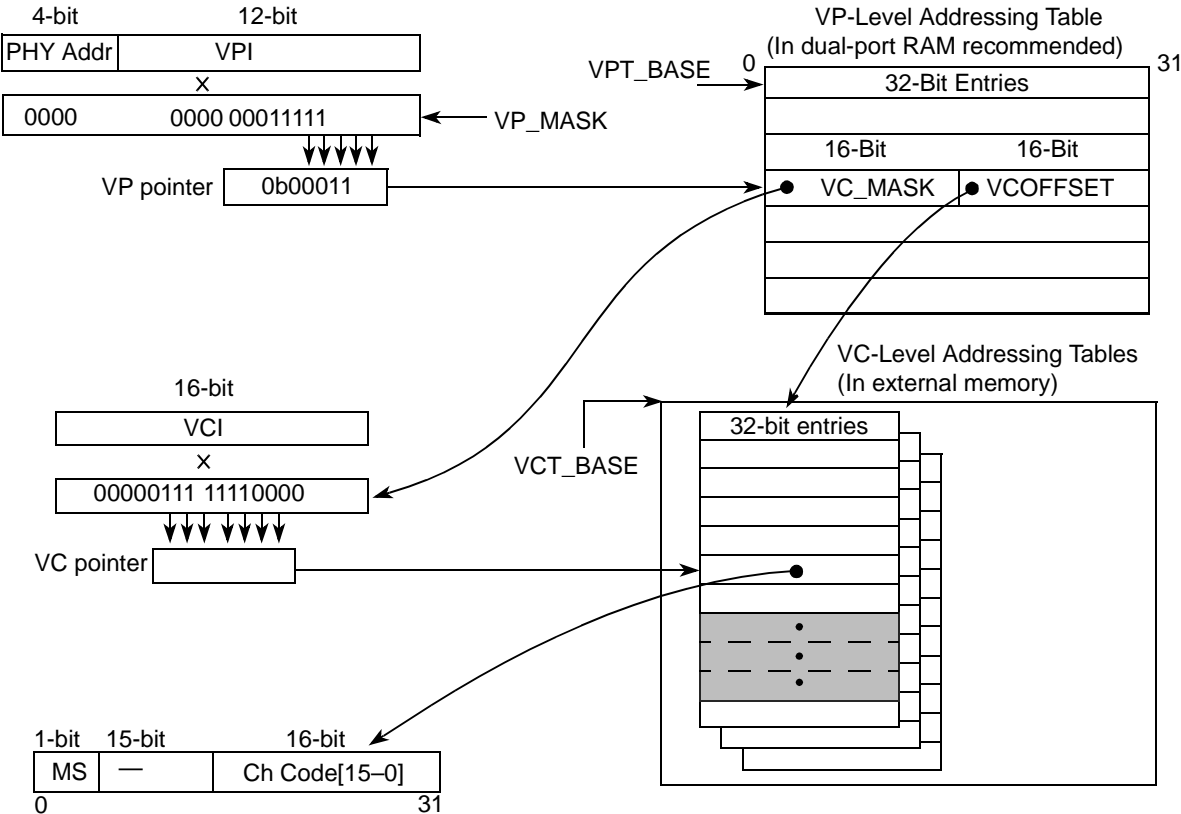 4-bit 12-bit
PHY Addr VPI
×
0000 0000 00011111
VP_MASK
VP pointer 0b00011
VP-Level Addressing Table
(In dual-port RAM recommended)
VPT_BASE 0 31
32-Bit Entries
16-Bit 16-Bit
VC_MASK VCOFFSET
VC-Level Addressing Tables
(In external memory)
16-bit
VCI
×
00000111 11110000
VC pointer
VCT_BASE
32-bit entries
1-bit 15-bit 16-bit
MS — Ch Code[15–0]
0 31